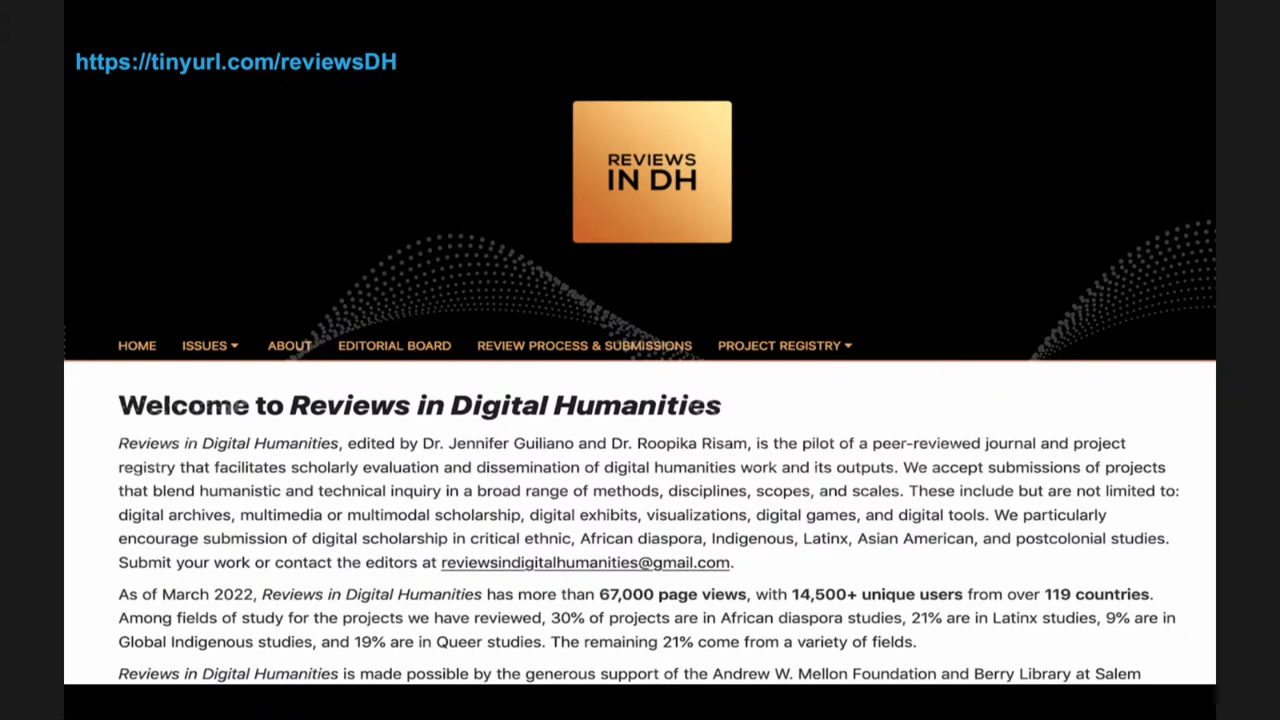 https://tinyurl.com/reviewsDH
REVIEWS
IN DH
HOME ISSUES ABOUT EDITORIAL BOARD REVIEW PROCESS & SUBMISSIONS PROJECT REGISTRY
Welcome to Reviews in Digital Humanities
Reviews in Digital Humanities, edited by Dr. Jennifer Guiliano and Dr. Roopika Risam, is the pilot of a peer-reviewed journal and project
registry that facilitates scholarly evaluation and dissemination of digital humanities work and its outputs. We accept submissions of projects
that blend humanistic and technical inquiry in a broad range of methods, disciplines, scopes, and scales. These include but are not limited to:
digital archives, multimedia or multimodal scholarship, digital exhibits, visualizations, digital games, and digital tools. We particularly
encourage submission of digital scholarship in critical ethnic, African diaspora, Indigenous, Latinx, Asian American, and postcolonial studies.
Submit your work or contact the editors at reviewsindigitalhumanities@gmail.com.
As of March 2022, Reviews in Digital Humanities has more than 67,000 page views, with 14,500+ unique users from over 119 countries.
Among fields of study for the projects we have reviewed, 30% of projects are in African diaspora studies, 21% are in Latinx studies, 9% are in
Global Indigenous studies, and 19% are in Queer studies. The remaining 21% come from a variety of fields.
Reviews in Digital Humanities is made possible by the generous support of the Andrew W. Mellon Foundation and Berry Library at Salem